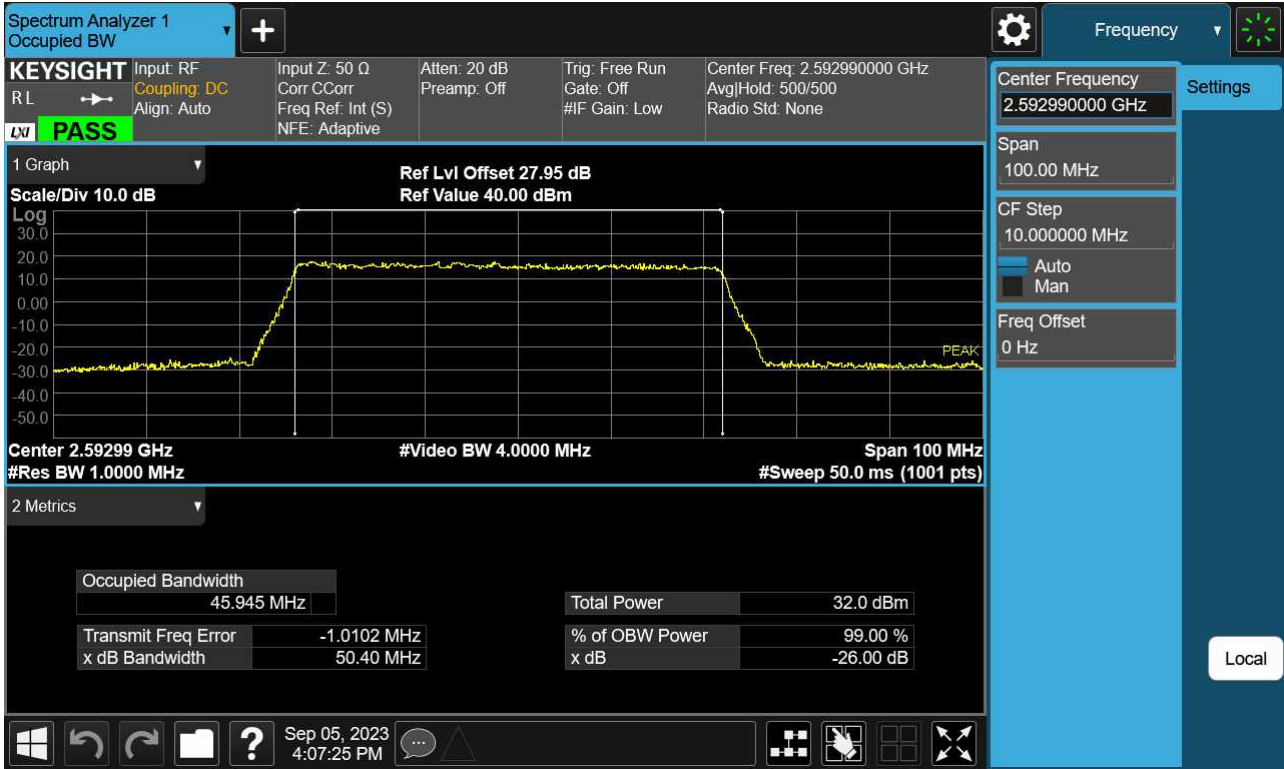 Spectrum Analyzer 1
Occupied BW
+
Frequency
KEYSIGHT
R L
LXI PASS
Input: RF
Coupling: DC
Align: Auto
Input Z: 50 Ω
Corr CCorr
Freq Ref: Int (S)
NFE: Adaptive
Atten: 20 dB
Preamp: Off
Trig: Free Run
Gate: Off
#IF Gain: Low
Center Freq: 2.592990000 GHz
Avg|Hold: 500/500
Radio Std: None
1 Graph
Scale/Div 10.0 dB
Ref Lvl Offset 27.95 dB
Ref Value 40.00 dBm
Log
30.0
20.0
10.0
0.00
-10.0
-20.0
-30.0
-40.0
-50.0
PEAK
Center 2.59299 GHz
#Video BW 4.0000 MHz
Span 100 MHz
#Res BW 1.0000 MHz
#Sweep 50.0 ms (1001 pts)
2 Metrics
Occupied Bandwidth
45.945 MHz
Transmit Freq Error -1.0102 MHz
x dB Bandwidth 50.40 MHz
Total Power 32.0 dBm
% of OBW Power 99.00 %
x dB -26.00 dB
Center Frequency
2.592990000 GHz
Span
100.00 MHz
CF Step
10.000000 MHz
Auto
Man
Freq Offset
0 Hz
Settings
Local
?
Sep 05, 2023
4:07:25 PM